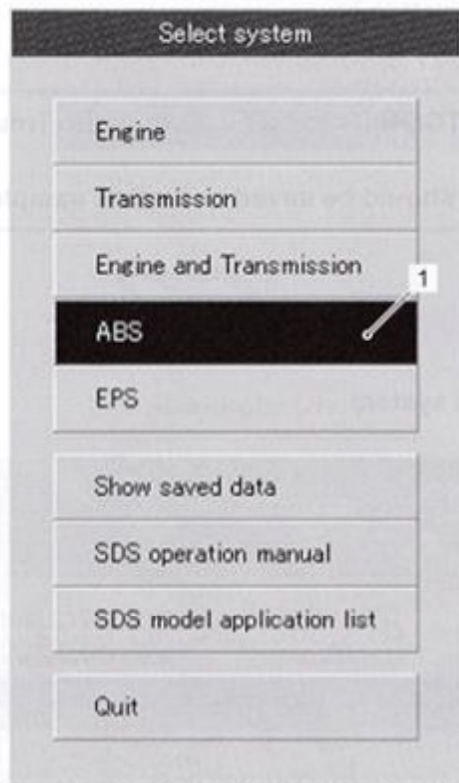 Select system
Engine
Transmission
Engine and Transmission
1
ABS
EPS
Show saved data
SDS operation manual
SDS model application list
Quit